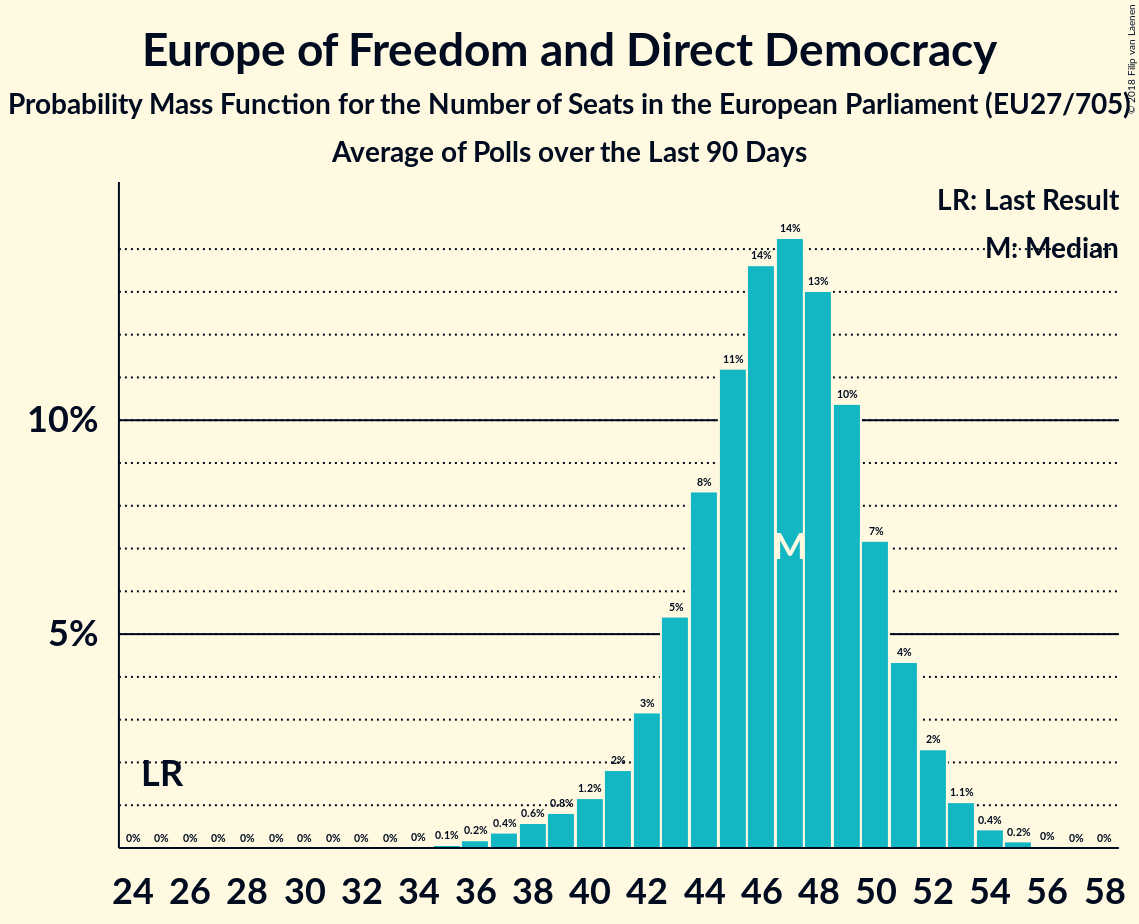 Europe of Freedom and Direct Democracy
Probability Mass Function for the Number of Seats in the European Parliament (EU27/705)
Average of Polls over the Last 90 Days
© 2018 Filip van Laenen
LR: Last Result
M: Median
10%
5%
LR
M
0% 0% 0% 0% 0% 0% 0% 0% 0% 0% 0% 0.1% 0.2% 0.4% 0.6% 0.8% 1.2% 2% 3% 5% 8% 11% 14% 14% 13% 10% 7% 4% 2% 1.1% 0.4% 0.2% 0% 0% 0%
24 26 28 30 32 34 36 38 40 42 44 46 48 50 52 54 56 58